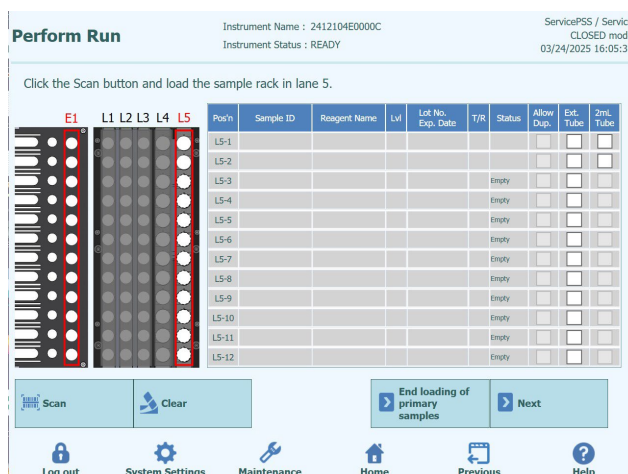 Perform Run
Instrument Name : 2412104E0000C
Instrument Status : READY
ServicePSS / Servic
CLOSED mod
03/24/2025 16:05:3
Click the Scan button and load the sample rack in lane 5.
E1 L1 L2 L3 L4 L5
Pos'n Sample ID Reagent Name Lvl Lot No. Exp. Date T/R Status Allow Dup. Ext. Tube 2mL Tube
L5-1
L5-2
L5-3 Empty
L5-4 Empty
L5-5 Empty
L5-6 Empty
L5-7 Empty
L5-8 Empty
L5-9 Empty
L5-10 Empty
L5-11 Empty
L5-12 Empty
Scan
Clear
End loading of
primary
samples
Next
Log out System Settings Maintenance Home Previous Help